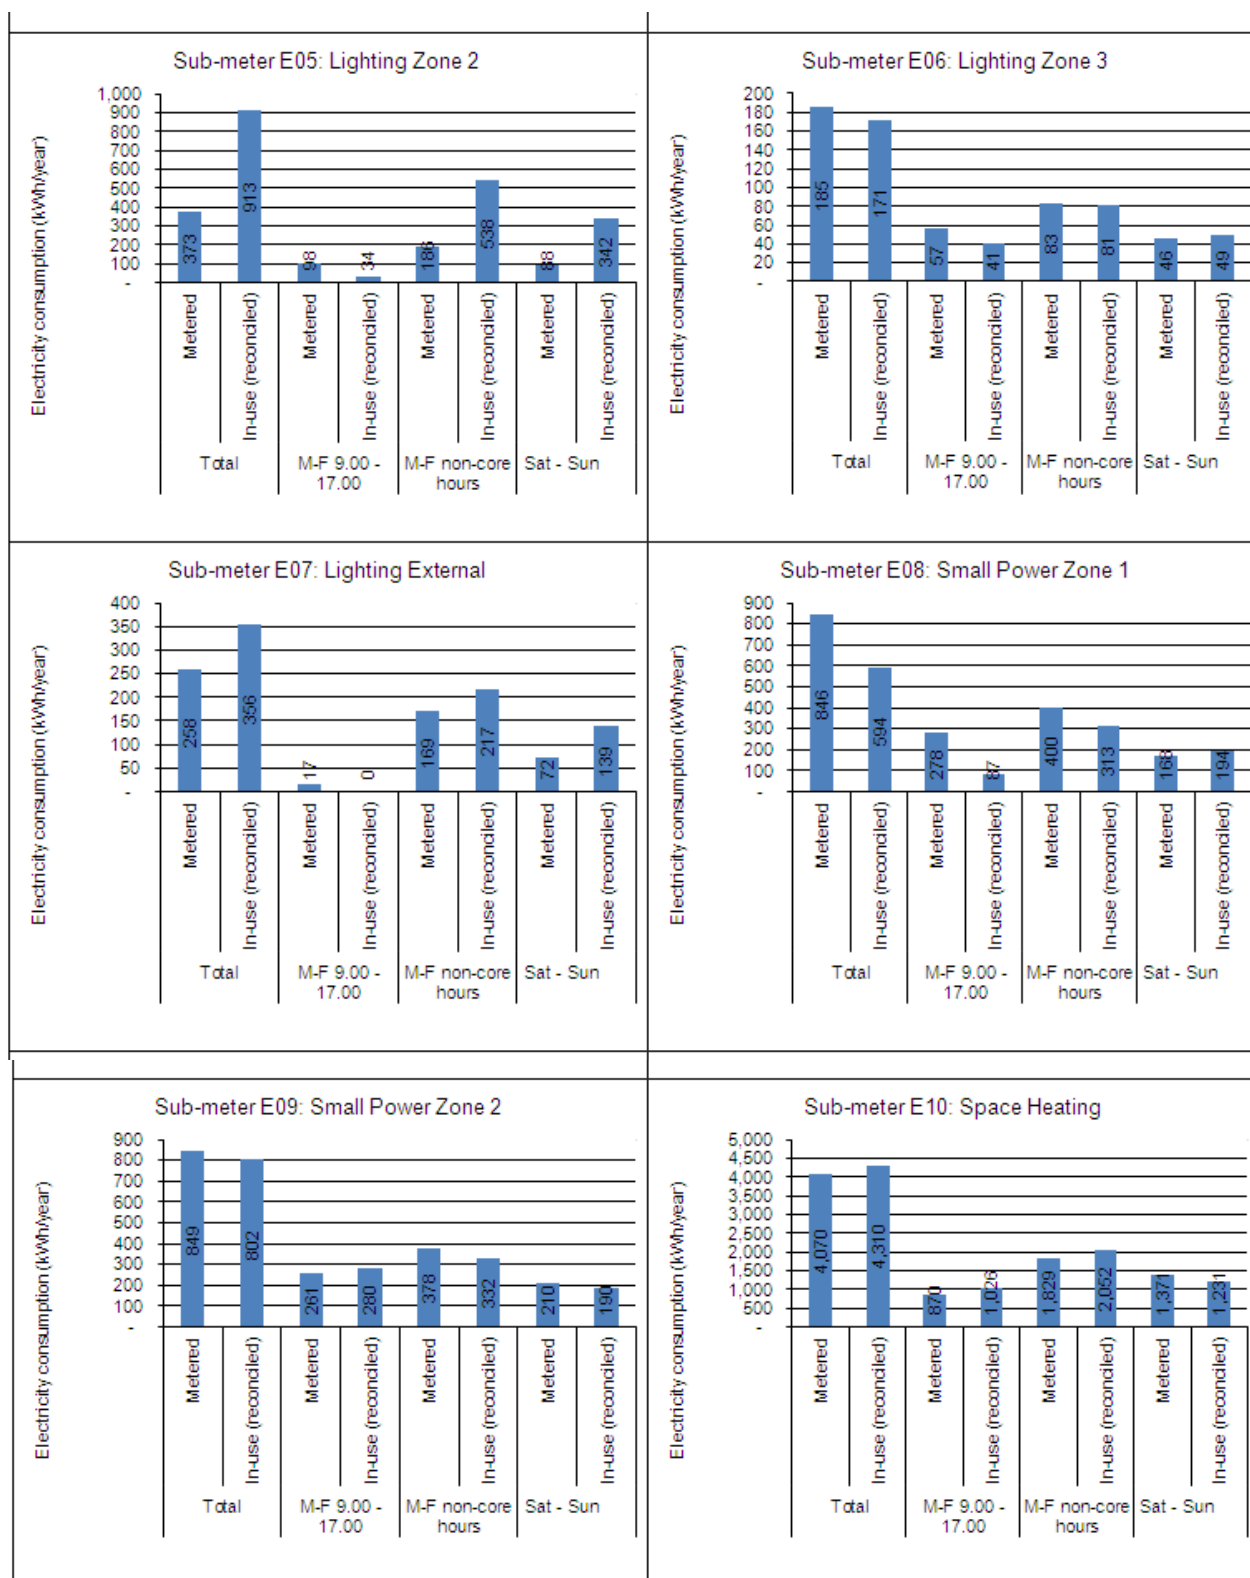 Sub-meter E05: Lighting Zone 2
Electricity consumption (kWh/year)
1,000
900
800
700
600
500
400
300
200
100
-
373
913
98
34
186
538
88
342
Metered
In-use (reconciled)
Metered
In-use (reconciled)
Metered
In-use (reconciled)
Metered
In-use (reconciled)
Total
M-F 9.00 -
17.00
M-F non-core
hours
Sat - Sun
Sub-meter E06: Lighting Zone 3
Electricity consumption (kWh/year)
200
180
160
140
120
100
80
60
40
20
-
185
171
57
41
83
81
46
49
Metered
In-use (reconciled)
Metered
In-use (reconciled)
Metered
In-use (reconciled)
Metered
In-use (reconciled)
Total
M-F 9.00 -
17.00
M-F non-core
hours
Sat - Sun
Sub-meter E07: Lighting External
Electricity consumption (kWh/year)
400
350
300
250
200
150
100
50
-
258
356
17
0
169
217
72
139
Metered
In-use (reconciled)
Metered
In-use (reconciled)
Metered
In-use (reconciled)
Metered
In-use (reconciled)
Total
M-F 9.00 -
17.00
M-F non-core
hours
Sat - Sun
Sub-meter E08: Small Power Zone 1
Electricity consumption (kWh/year)
900
800
700
600
500
400
300
200
100
-
846
594
278
87
400
313
168
194
Metered
In-use (reconciled)
Metered
In-use (reconciled)
Metered
In-use (reconciled)
Metered
In-use (reconciled)
Total
M-F 9.00 -
17.00
M-F non-core
hours
Sat - Sun
Sub-meter E09: Small Power Zone 2
Electricity consumption (kWh/year)
900
800
700
600
500
400
300
200
100
-
849
802
261
280
378
332
210
190
Metered
In-use (reconciled)
Metered
In-use (reconciled)
Metered
In-use (reconciled)
Metered
In-use (reconciled)
Total
M-F 9.00 -
17.00
M-F non-core
hours
Sat - Sun
Sub-meter E10: Space Heating
Electricity consumption (kWh/year)
5,000
4,500
4,000
3,500
3,000
2,500
2,000
1,500
1,000
500
-
4,070
4,310
870
1,026
1,829
2,052
1,371
1,231
Metered
In-use (reconciled)
Metered
In-use (reconciled)
Metered
In-use (reconciled)
Metered
In-use (reconciled)
Total
M-F 9.00 -
17.00
M-F non-core
hours
Sat - Sun